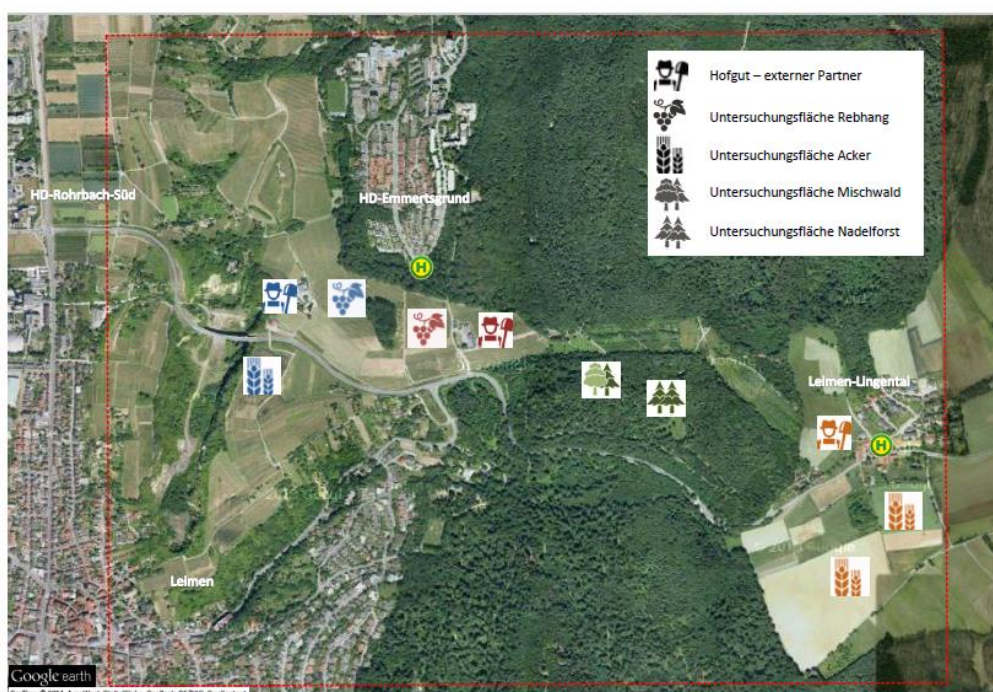 Hofgut – externer Partner
Untersuchungsfläche Rebhang
Untersuchungsfläche Acker
Untersuchungsfläche Mischwald
Untersuchungsfläche Nadelforst
HD-Rohrbach-Süd
HD-Emmertsgrund
H
Leimen-Lingental
H
Leimen
Google earth